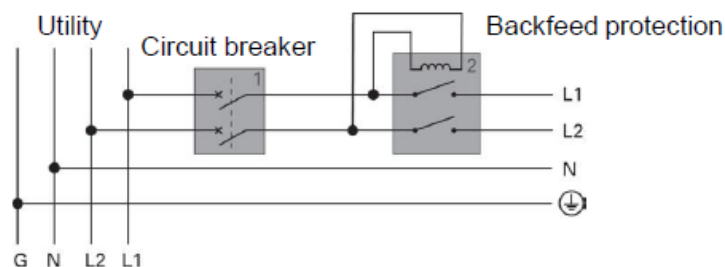 Utility
Circuit breaker
Backfeed protection
1
2
L1
L2
N
G N L2 L1